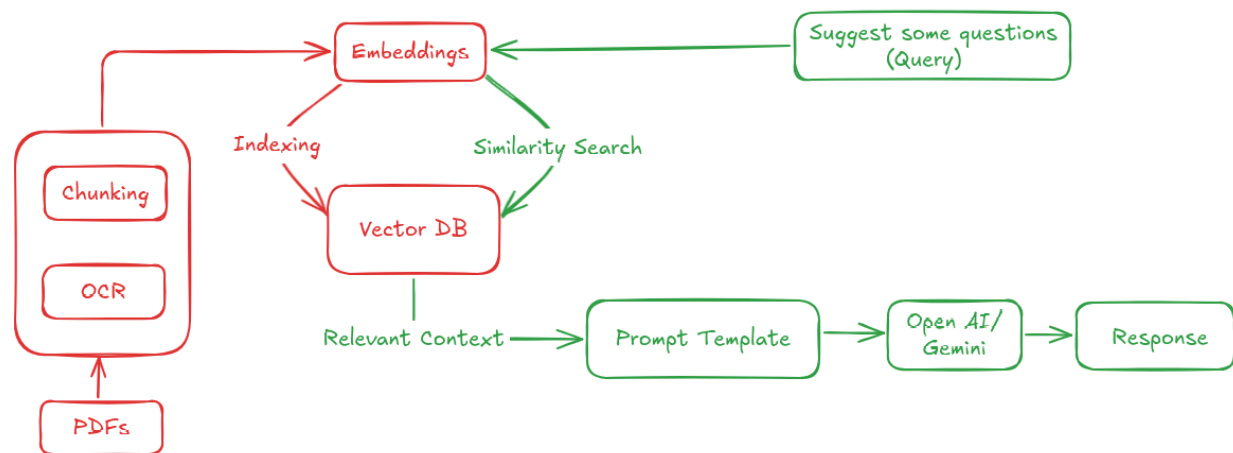 Suggest some questions
(Query)
Embeddings
Indexing
Similarity Search
Chunking
Vector DB
OCR
Relevant Context
Prompt Template
Open AI/
Gemini
Response
PDFs